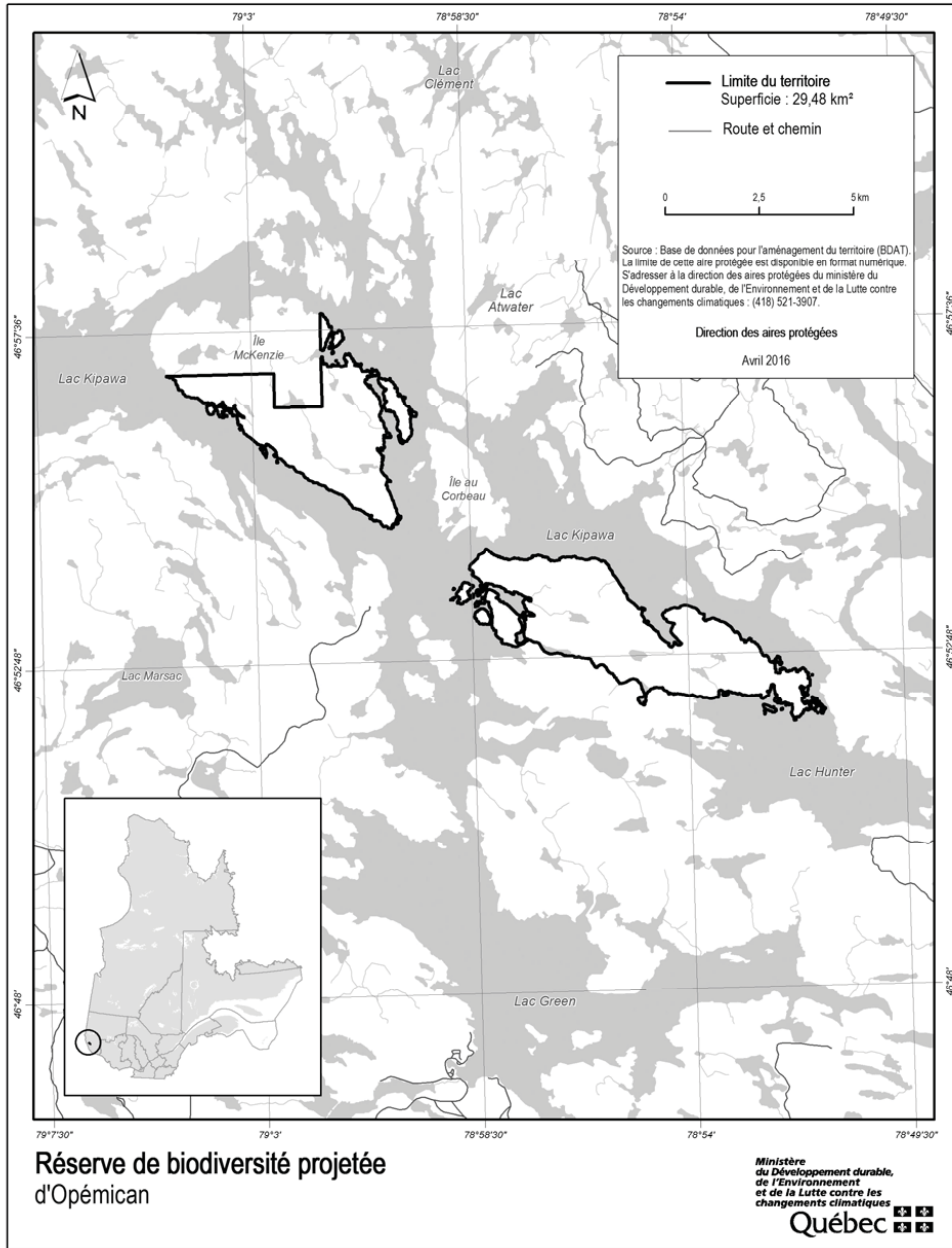 79°3'
78°58'30"
78°54'
78°49'30"
Lac
Clément
N
Limite du territoire
Superficie : 29,48 km²
Route et chemin
0
2,5
5 km
Source : Base de données pour l'aménagement du territoire (BDAT).
La limite de cette aire protégée est disponible en format numérique.
S'adresser à la direction des aires protégées du ministère du
Développement durable, de l'Environnement et de la Lutte contre
les changements climatiques : (418) 521-3907.
Direction des aires protégées
Avril 2016
Lac
Atwater
46°57'36"
46°57'36"
Île
McKenzie
Lac Kipawa
Île au
Corbeau
Lac Kipawa
46°52'48"
46°52'48"
Lac Marsac
Lac Hunter
46°48'
46°48'
Lac Green
79°7'30"
79°3'
78°58'30"
78°54'
78°49'30"
Réserve de biodiversité projetée
d'Opémican
Ministère
du Développement durable,
de l'Environnement
et de la Lutte contre les
changements climatiques
Québec